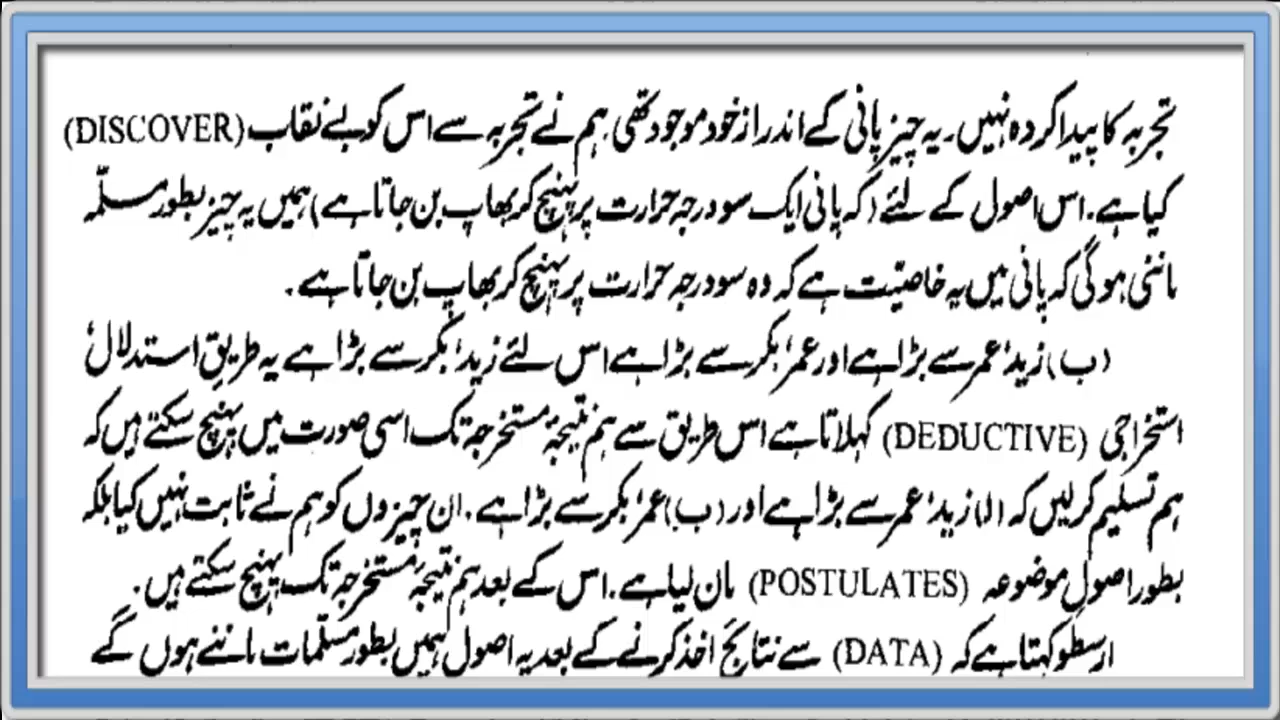 تجربہ کا پیدا کردہ نہیں۔ یہ چیز پانی کے اندر از خود موجود تھی ہم نے تجربہ سے اس کو بے نقاب (DISCOVER)
کیا ہے۔ اس اصول کے لئے (کہ پانی ایک سو درجہ حرارت پر پہنچ کر بھاپ بن جاتا ہے) ہمیں یہ چیز بطور مسلّمہ
ماننی ہو گی کہ پانی میں یہ خاصیّت ہے کہ وہ سو درجہ حرارت پر پہنچ کر بھاپ بن جاتا ہے۔
(ب) زید، عمر سے بڑا ہے اور عمر، بکر سے بڑا ہے اس لئے زید، بکر سے بڑا ہے یہ طریقِ استدلال،
استخراجی (DEDUCTIVE) کہلاتا ہے اس طریق سے ہم نتیجۂ مستخرجہ تک اسی صورت میں پہنچ سکتے ہیں کہ
ہم تسلیم کر لیں کہ (ا) زید، عمر سے بڑا ہے اور (ب) عمر، بکر سے بڑا ہے۔ ان چیزوں کو ہم نے ثابت نہیں کیا بلکہ
بطور اصولِ موضوعہ (POSTULATES) مان لیا ہے۔ اس کے بعد ہم نتیجۂ مستخرجہ تک پہنچ سکتے ہیں۔
ارسطو کہتا ہے کہ (DATA) سے نتائج اخذ کرنے کے بعد یہ اصول ہمیں بطور مسلّمات ماننے ہوں گے